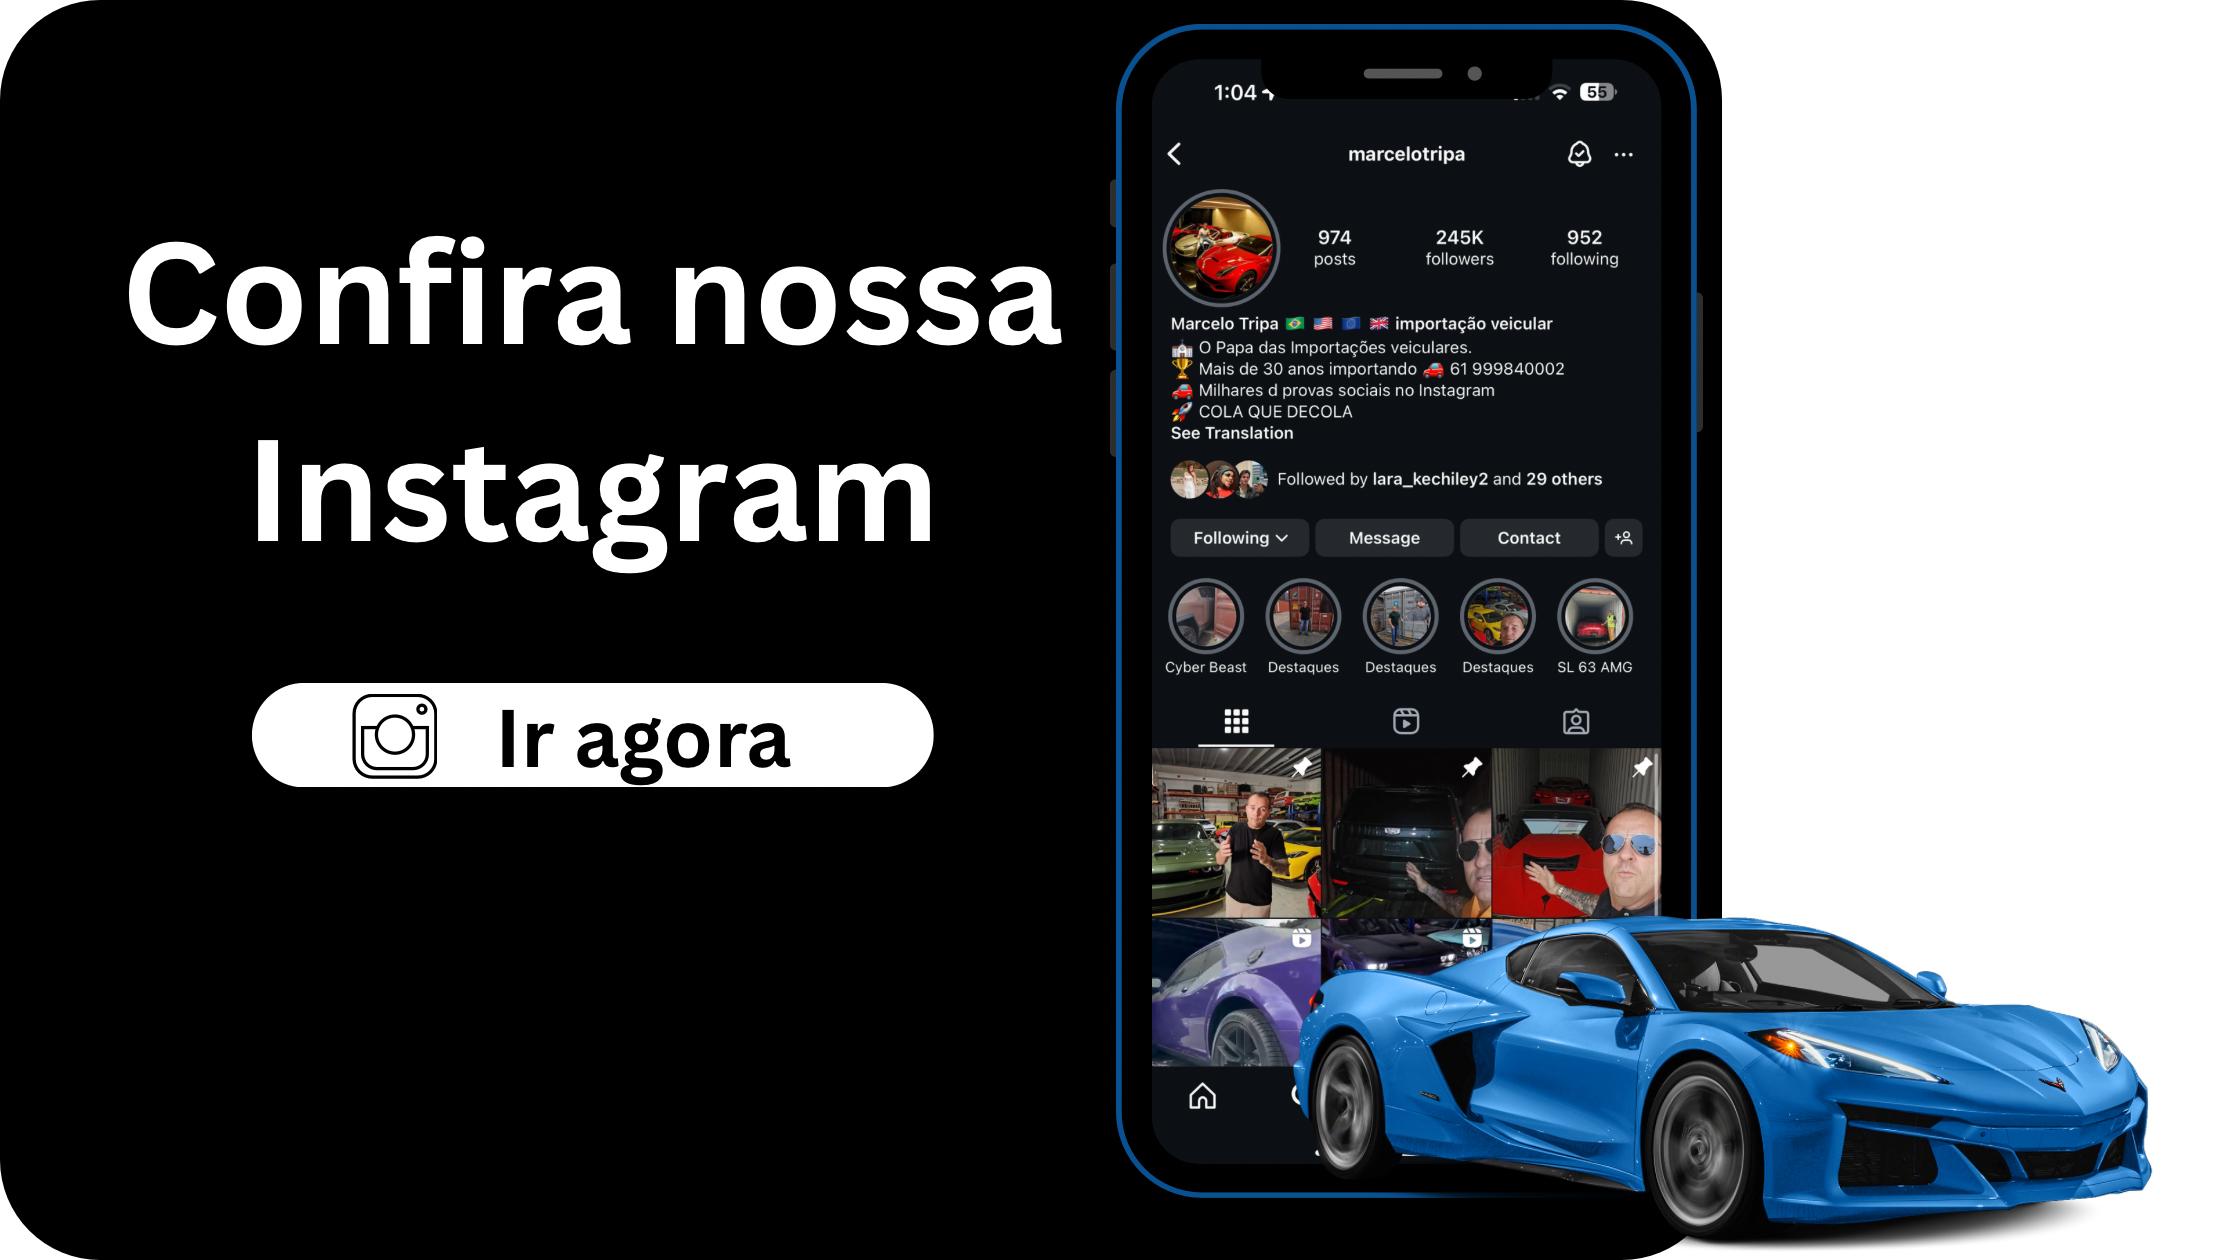 Confira nossa
Instagram
Ir agora
1:04
55
marcelotripa
974 posts
245K followers
952 following
Marcelo Tripa 🇧🇷 🇺🇸 🇪🇺 🇬🇧 importação veicular
O Papa das Importações veiculares.
🏆 Mais de 30 anos importando 🚗 61 999840002
🚗 Milhares d provas sociais no Instagram
🚀 COLA QUE DECOLA
See Translation
Followed by lara_kechiley2 and 29 others
Following
Message
Contact
Cyber Beast
Destaques
Destaques
Destaques
SL 63 AMG